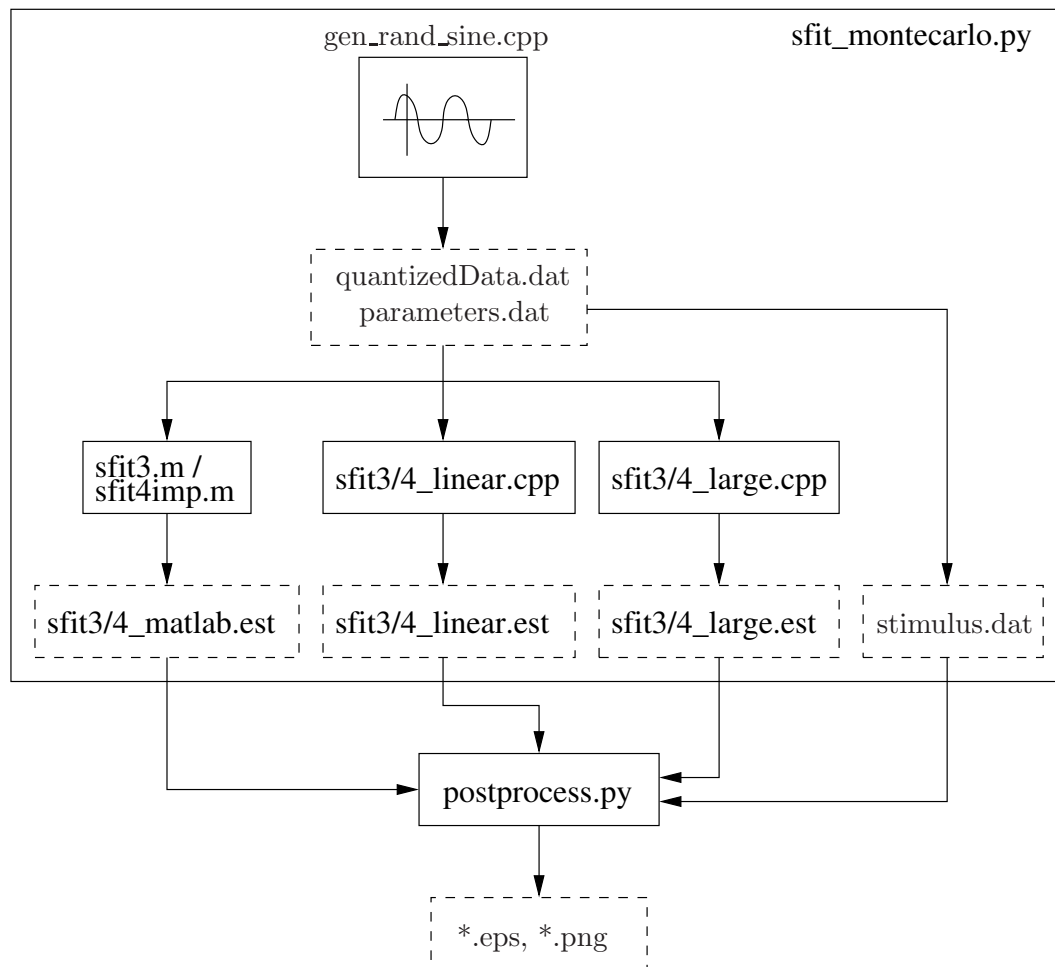 gen_rand_sine.cpp
sfit_montecarlo.py
quantizedData.dat
parameters.dat
sfit3.m /
sfit4imp.m
sfit3/4_linear.cpp
sfit3/4_large.cpp
sfit3/4_matlab.est
sfit3/4_linear.est
sfit3/4_large.est
stimulus.dat
postprocess.py
*.eps, *.png